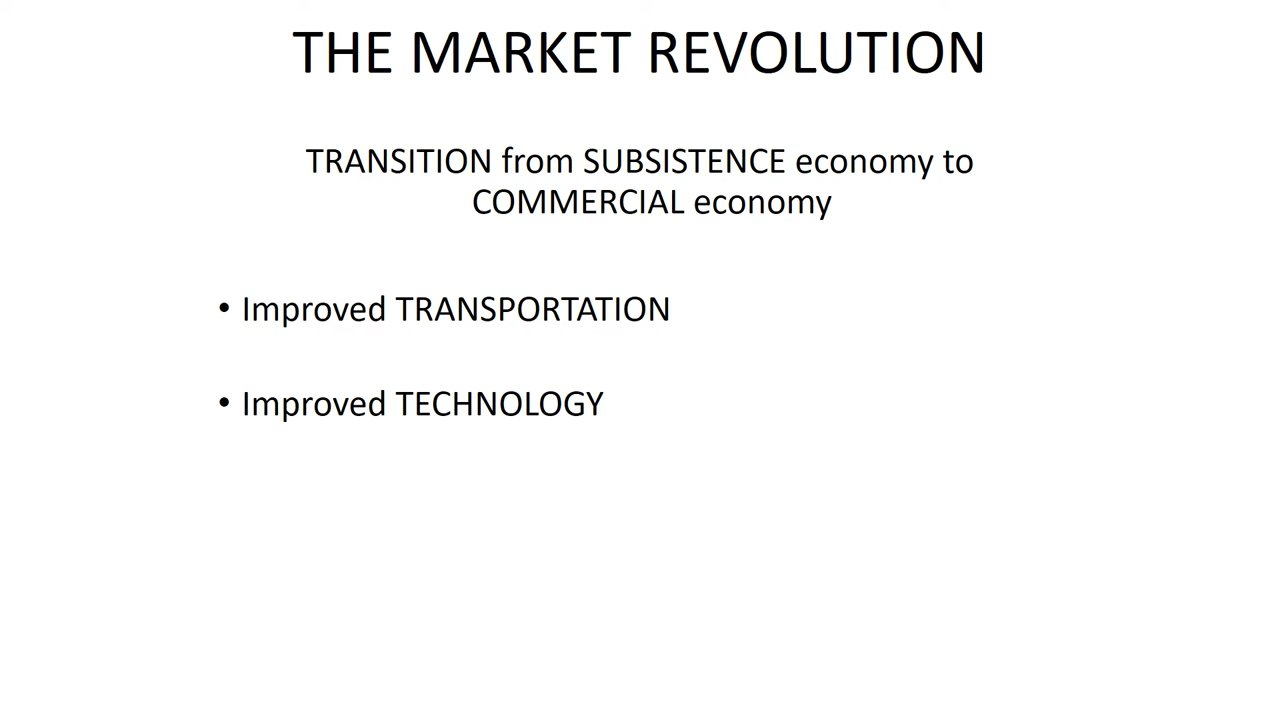 THE MARKET REVOLUTION
TRANSITION from SUBSISTENCE economy to
COMMERCIAL economy
• Improved TRANSPORTATION
• Improved TECHNOLOGY